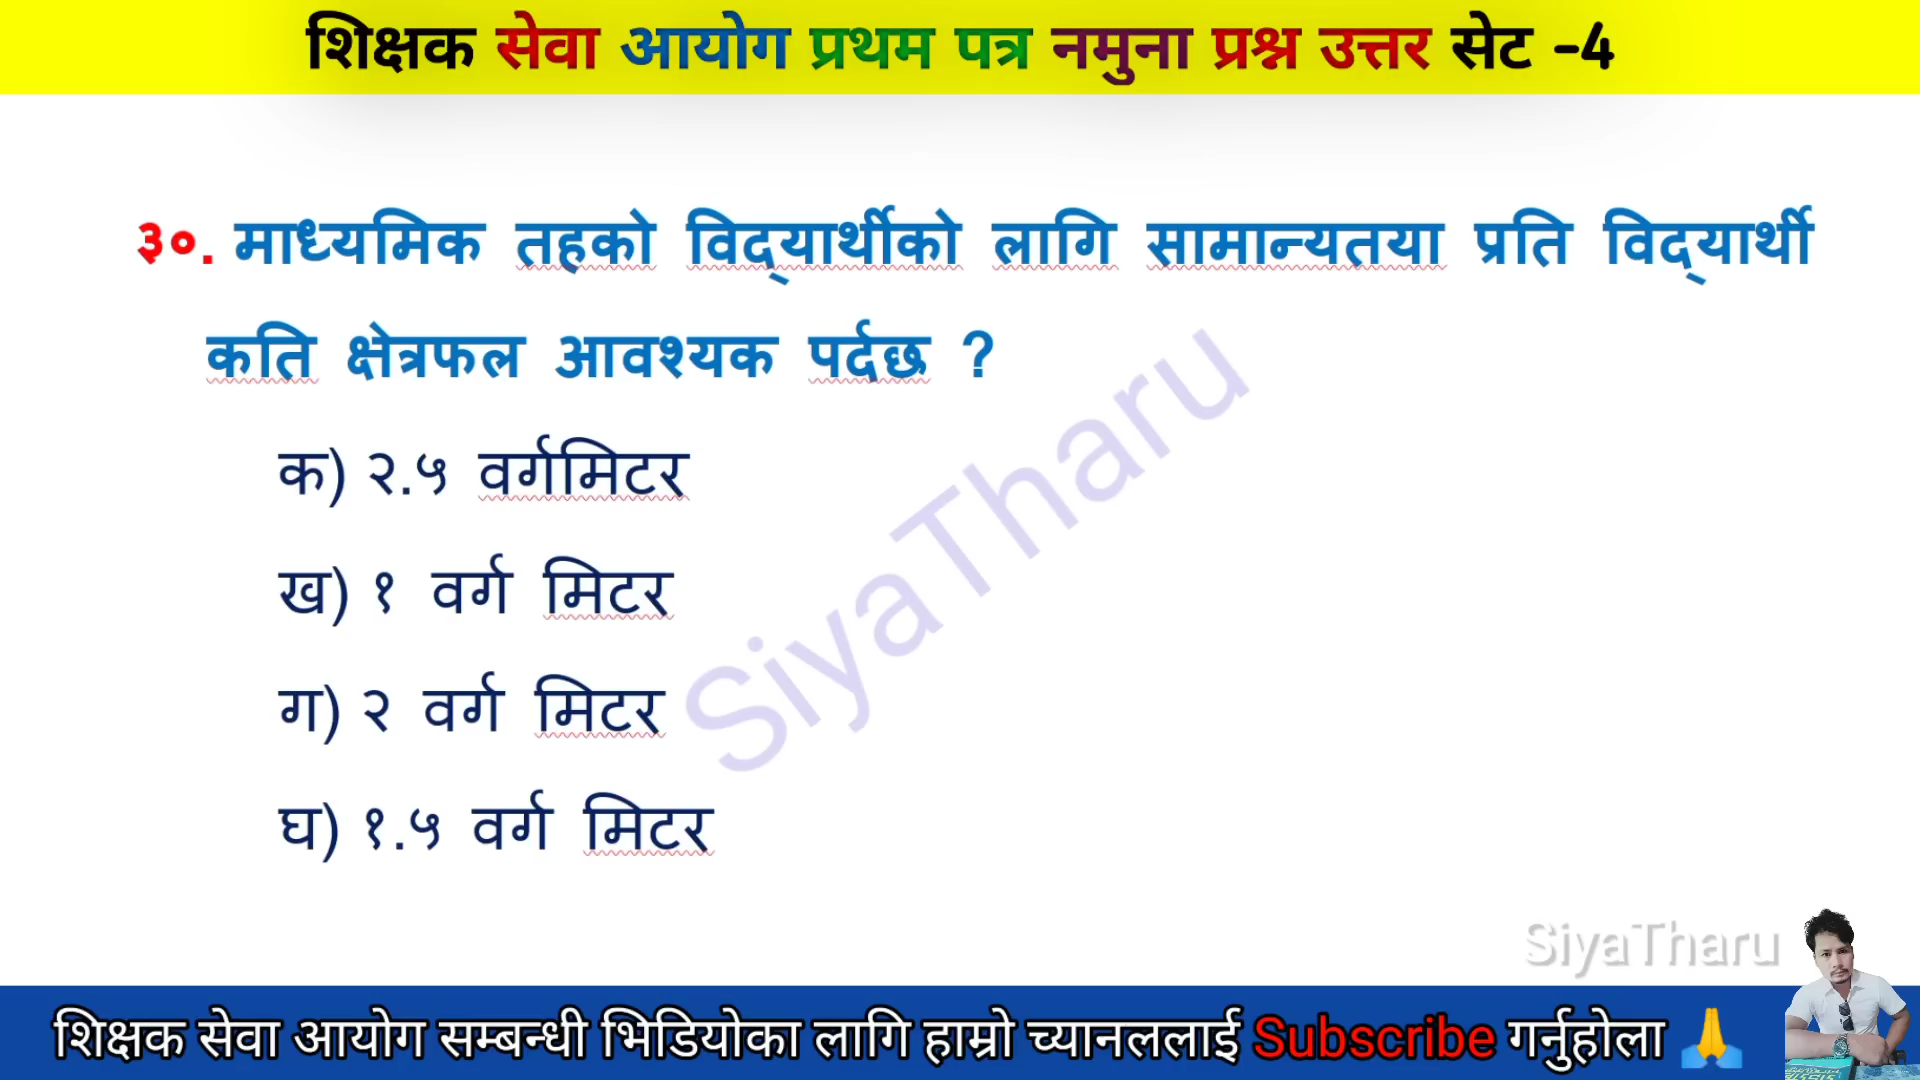 शिक्षक सेवा आयोग प्रथम पत्र नमुना प्रश्न उत्तर सेट -4
३०. माध्यमिक तहको विद्यार्थीको लागि सामान्यतया प्रति विद्यार्थी
कति क्षेत्रफल आवश्यक पर्दछ ?
क) २.५ वर्गमिटर
ख) १ वर्ग मिटर
ग) २ वर्ग मिटर
घ) १.५ वर्ग मिटर
SiyaTharu
SiyaTharu
शिक्षक सेवा आयोग सम्बन्धी भिडियोका लागि हाम्रो च्यानललाई Subscribe गर्नुहोला 🙏